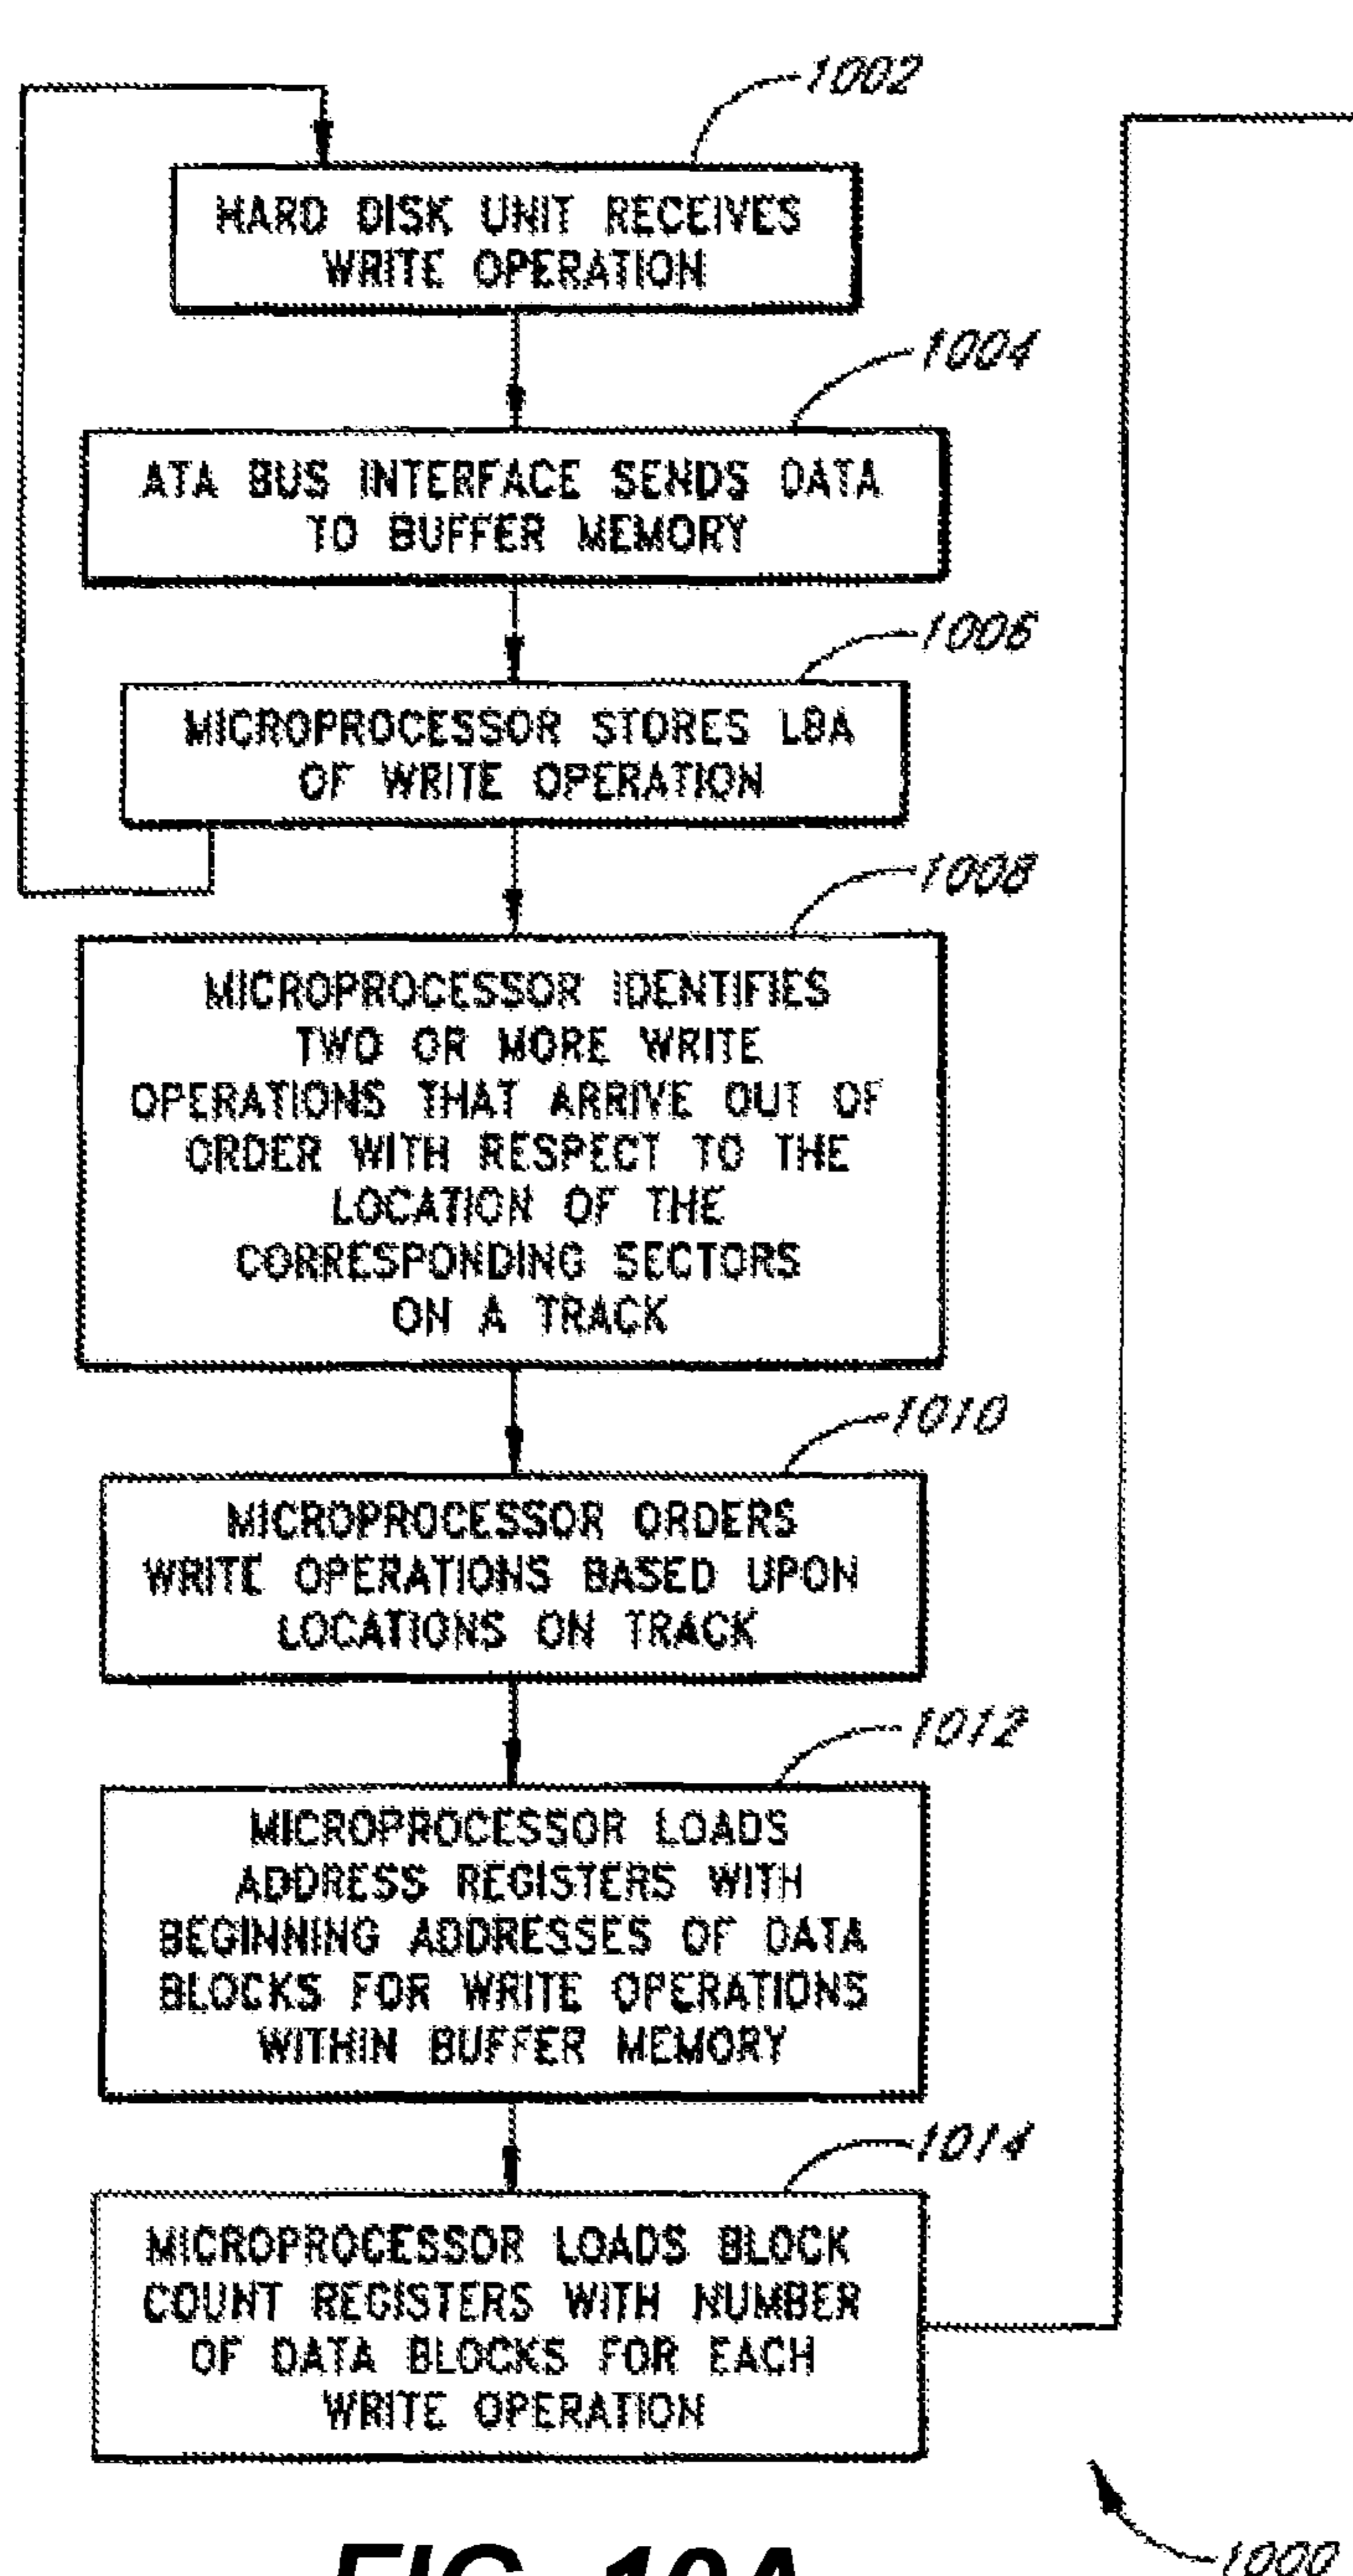 1002
HARD DISK UNIT RECEIVES
WRITE OPERATION
1004
ATA BUS INTERFACE SENDS DATA
TO BUFFER MEMORY
1006
MICROPROCESSOR STORES LBA
OF WRITE OPERATION
1008
MICROPROCESSOR IDENTIFIES
TWO OR MORE WRITE
OPERATIONS THAT ARRIVE OUT OF
ORDER WITH RESPECT TO THE
LOCATION OF THE
CORRESPONDING SECTORS
ON A TRACK
1010
MICROPROCESSOR ORDERS
WRITE OPERATIONS BASED UPON
LOCATIONS ON TRACK
1012
MICROPROCESSOR LOADS
ADDRESS REGISTERS WITH
BEGINNING ADDRESSES OF DATA
BLOCKS FOR WRITE OPERATIONS
WITHIN BUFFER MEMORY
1014
MICROPROCESSOR LOADS BLOCK
COUNT REGISTERS WITH NUMBER
OF DATA BLOCKS FOR EACH
WRITE OPERATION
1000
FIG. 10A